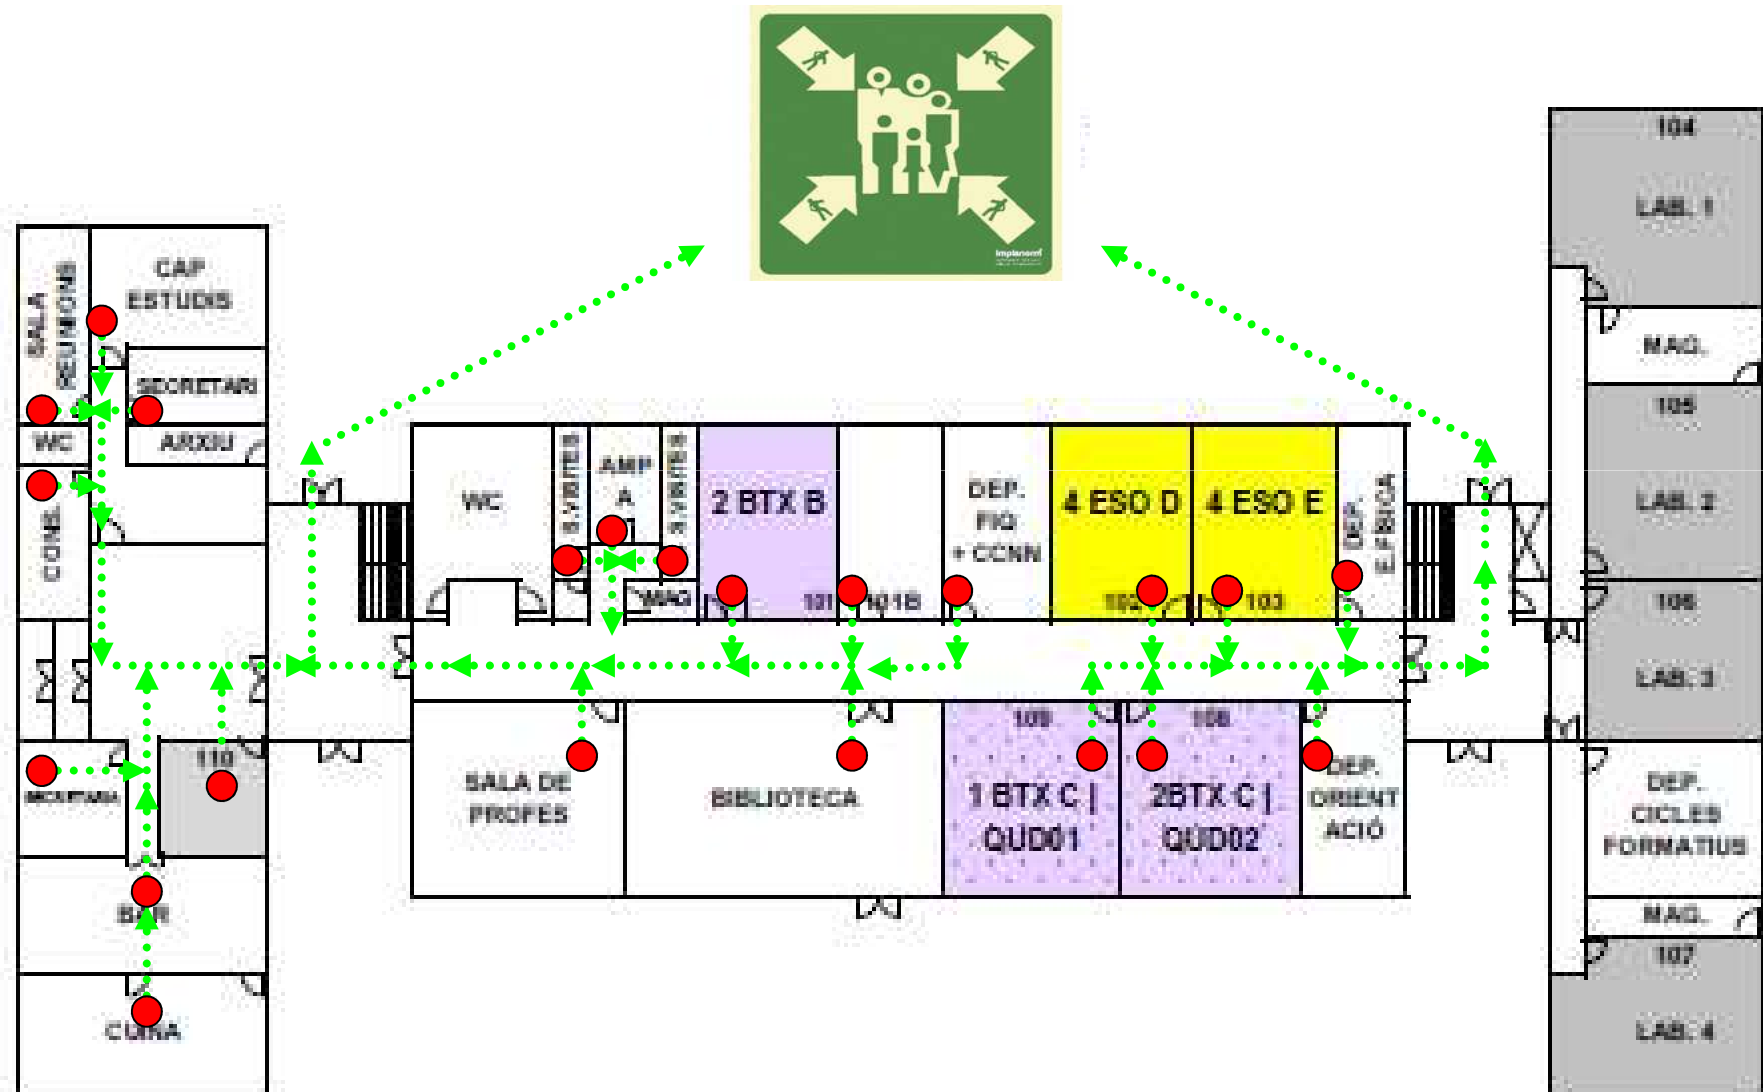 implanorm
104
LAB. 1
MAG.
105
LAB. 2
106
LAB. 3
DEP.
CICLES
FORMATIUS
MAG.
107
LAB. 4
SALA
REUNIONS
CAP
ESTUDIS
SECRETARI
WC
ARXIU
CONS.
SECRETARIA
110
BAR
CUINA
WC
S.VISITES
AMP
A
S.VISITES
MAG
2 BTX B
101
101B
DEP.
FIQ
+ CCNN
4 ESO D
102
4 ESO E
103
DEP.
E.FISICA
SALA DE
PROFES
BIBLIOTECA
109
1 BTX C |
QUD01
108
2BTX C |
QUD02
DEP.
ORIENT
ACIÓ